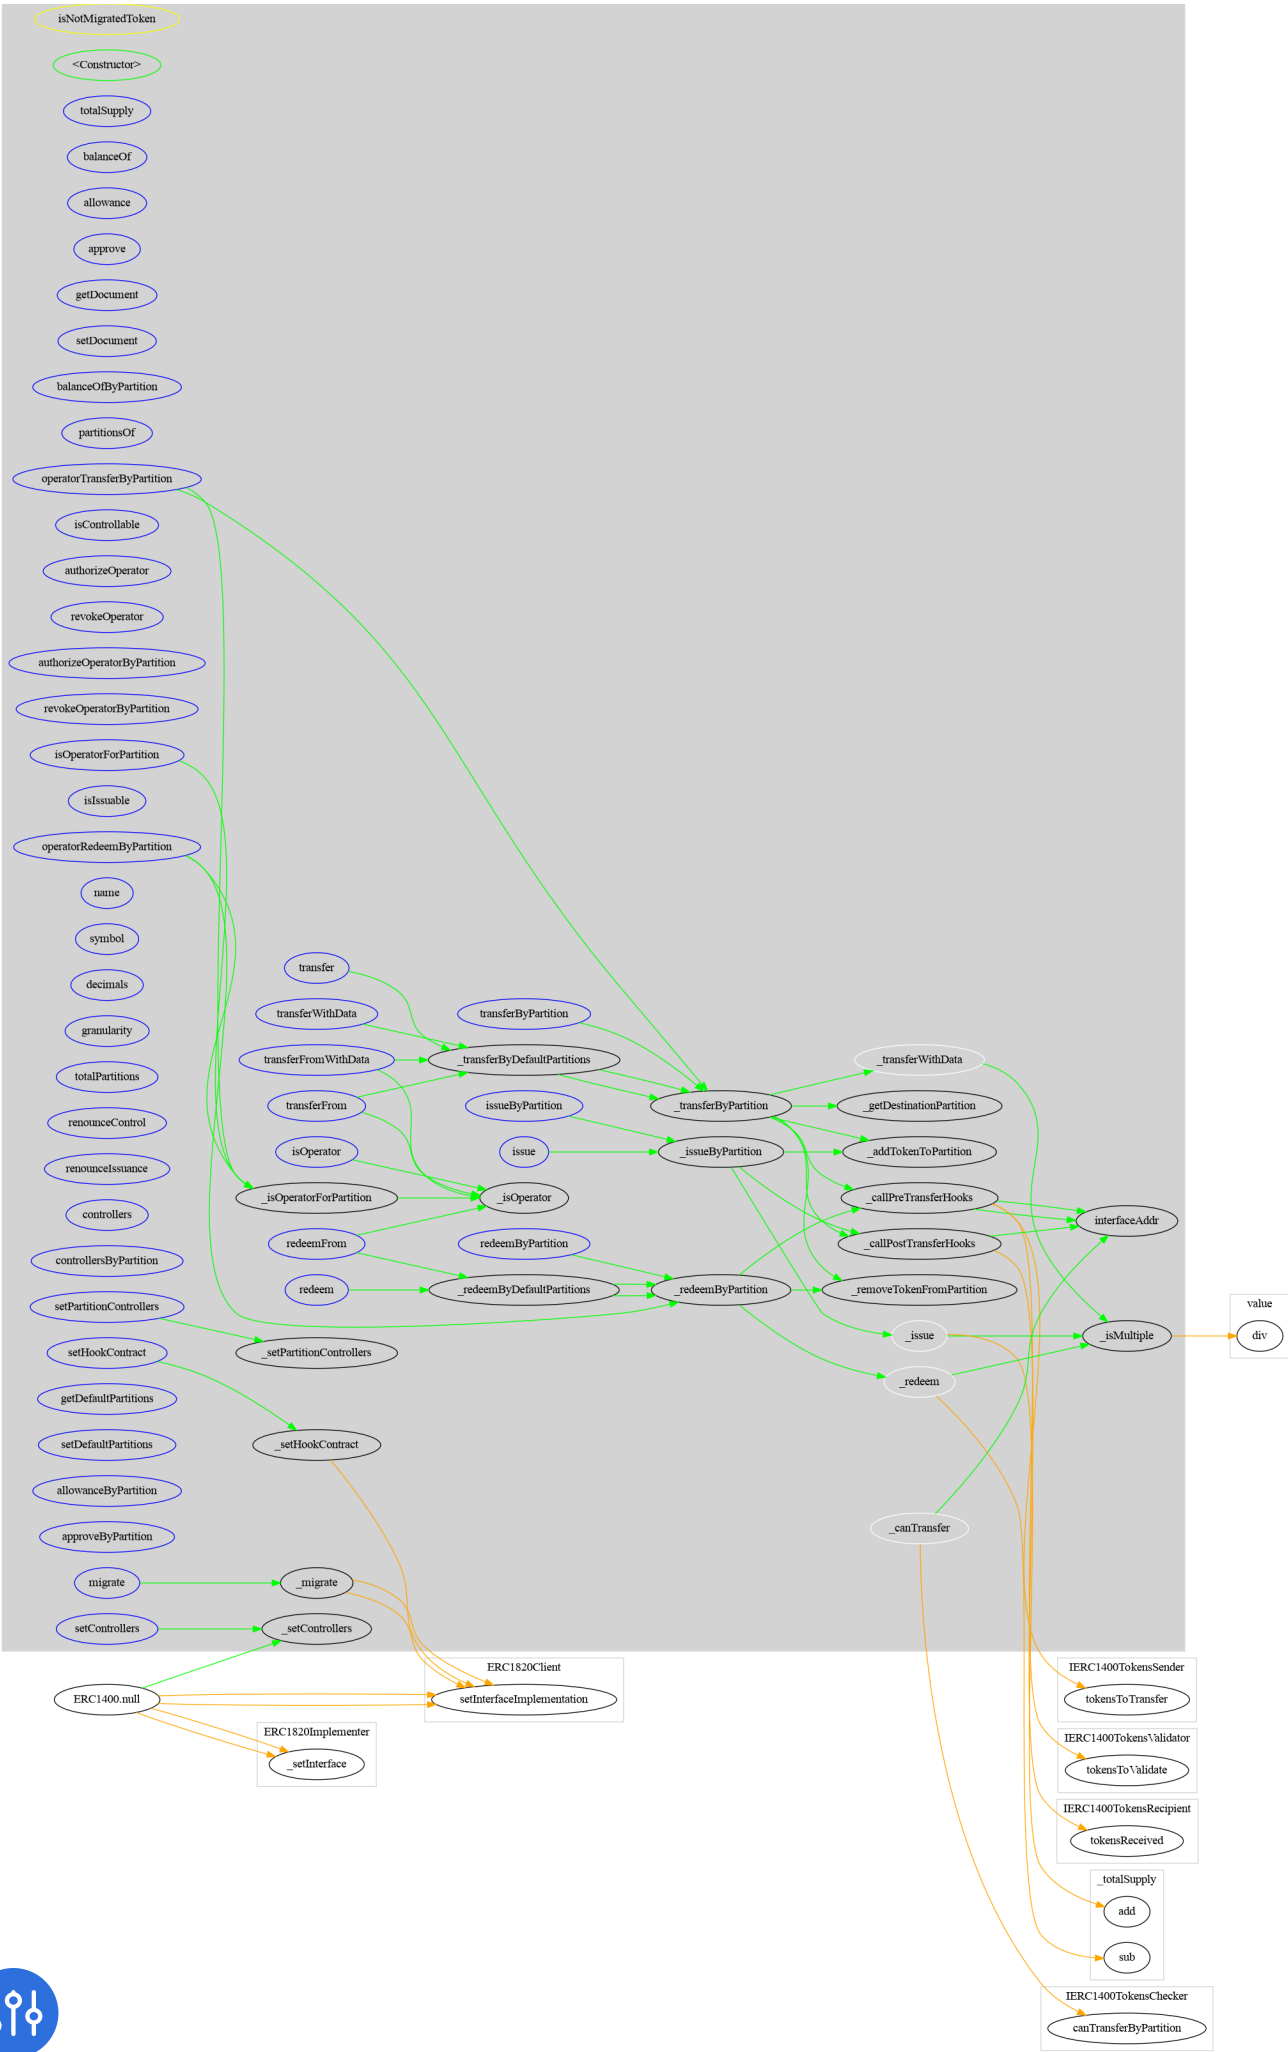 isNotMigratedToken
<Constructor>
totalSupply
balanceOf
allowance
approve
getDocument
setDocument
balanceOfByPartition
partitionsOf
operatorTransferByPartition
isControllable
authorizeOperator
revokeOperator
authorizeOperatorByPartition
revokeOperatorByPartition
isOperatorForPartition
isIssuable
operatorRedeemByPartition
name
symbol
decimals
granularity
totalPartitions
renounceControl
renounceIssuance
controllers
controllersByPartition
setPartitionControllers
setHookContract
getDefaultPartitions
setDefaultPartitions
allowanceByPartition
approveByPartition
migrate
setControllers
ERC1400.null
transfer
transferWithData
transferFromWithData
transferFrom
isOperator
_isOperatorForPartition
redeemFrom
redeem
_setPartitionControllers
_setHookContract
_migrate
_setControllers
ERC1820Implementer
_setInterface
transferByPartition
_transferByDefaultPartitions
issueByPartition
issue
_isOperator
redeemByPartition
_redeemByDefaultPartitions
ERC1820Client
setInterfaceImplementation
_transferByPartition
_issueByPartition
_redeemByPartition
_transferWithData
_getDestinationPartition
_addTokenToPartition
_callPreTransferHooks
_callPostTransferHooks
_removeTokenFromPartition
_issue
_redeem
_canTransfer
interfaceAddr
_isMultiple
value
div
IERC1400TokensSender
tokensToTransfer
IERC1400TokensValidator
tokensToValidate
IERC1400TokensRecipient
tokensReceived
_totalSupply
add
sub
IERC1400TokensChecker
canTransferByPartition